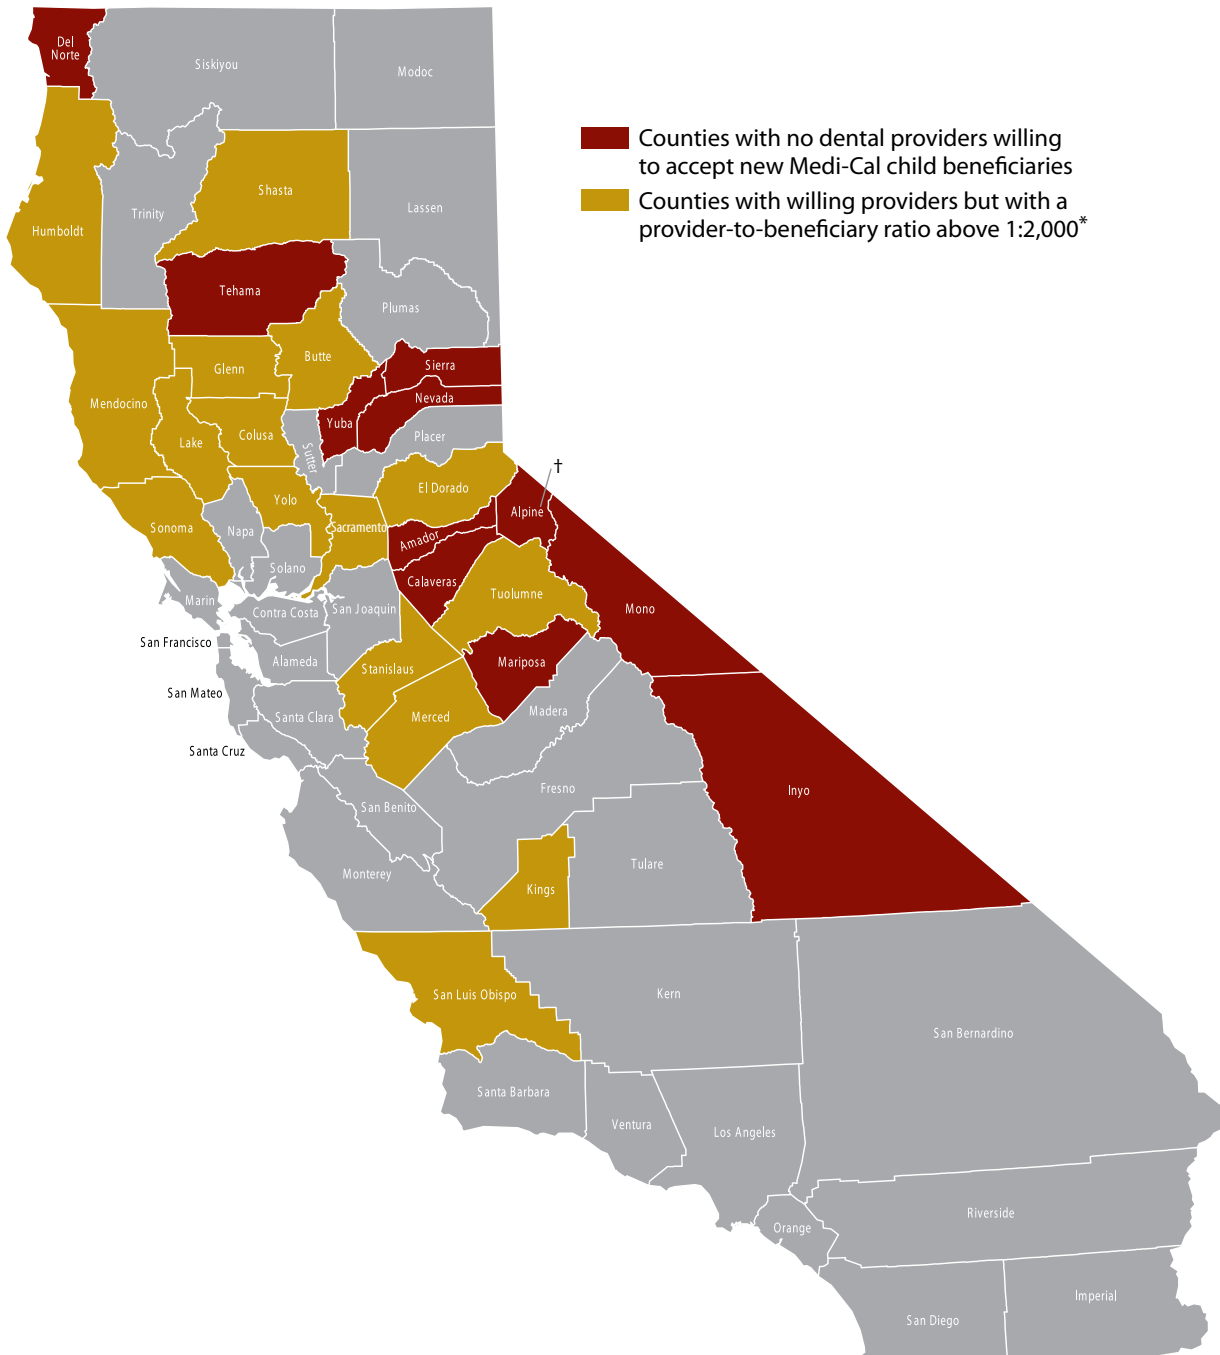 Del
Norte
Siskiyou
Modoc
Counties with no dental providers willing
to accept new Medi-Cal child beneficiaries
Counties with willing providers but with a
provider-to-beneficiary ratio above 1:2,000*
Shasta
Trinity
Lassen
Humboldt
Tehama
Plumas
Butte
Sierra
Glenn
Nevada
Mendocino
Yuba
Placer
Colusa
Lake
Sutter
†
El Dorado
Yolo
Alpine
Sonoma
Napa
Sacramento
Amador
Solano
Calaveras
Tuolumne
Marin
Contra Costa
San Joaquin
Mono
San Francisco
Alameda
Stanislaus
Mariposa
San Mateo
Santa Clara
Merced
Madera
Santa Cruz
Fresno
Inyo
San Benito
Tulare
Monterey
Kings
San Luis Obispo
Kern
San Bernardino
Santa Barbara
Ventura
Los Angeles
Riverside
Orange
Imperial
San Diego